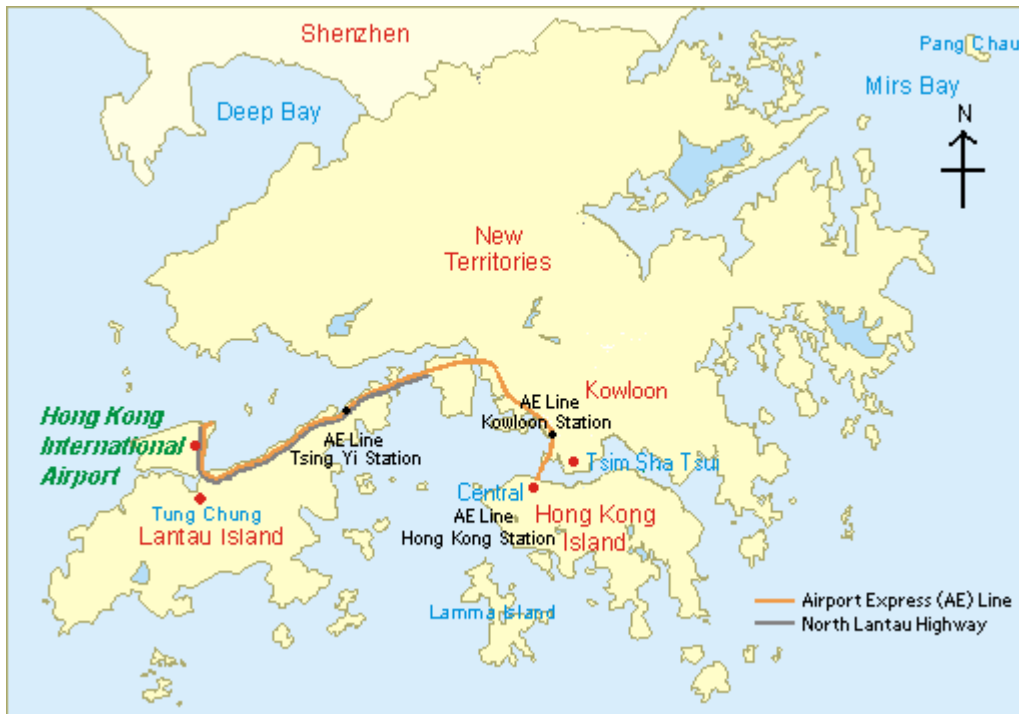 Shenzhen
Pang Chau
Mirs Bay
Deep Bay
N
New
Territories
Kowloon
AE Line
Kowloon Station
Hong Kong
International
Airport
AE Line
Tsing Yi Station
Tsim Sha Tsui
Central
Tung Chung
Lantau Island
AE Line
Hong Kong Station
Hong Kong
Island
Lamma Island
Airport Express (AE) Line
North Lantau Highway